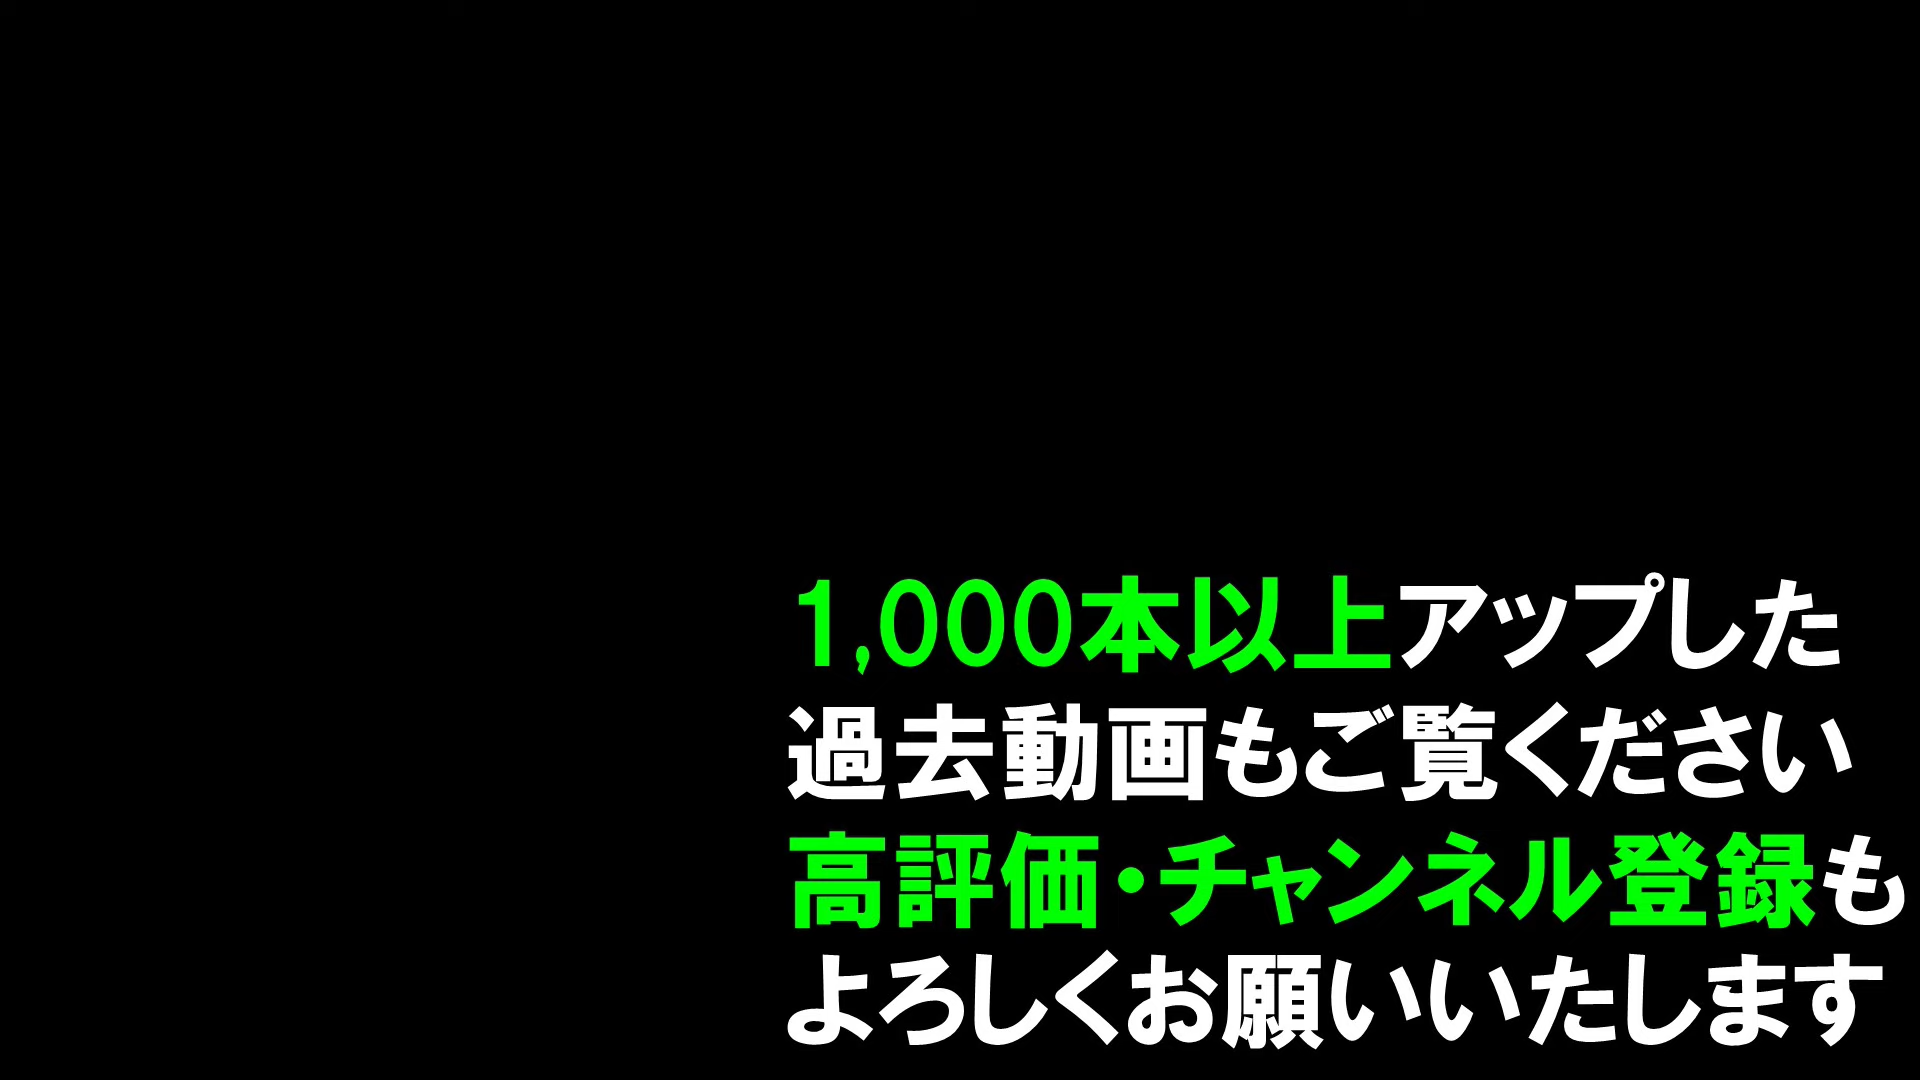 1,000本以上アップした
過去動画もご覧ください
高評価・チャンネル登録も
よろしくお願いいたします